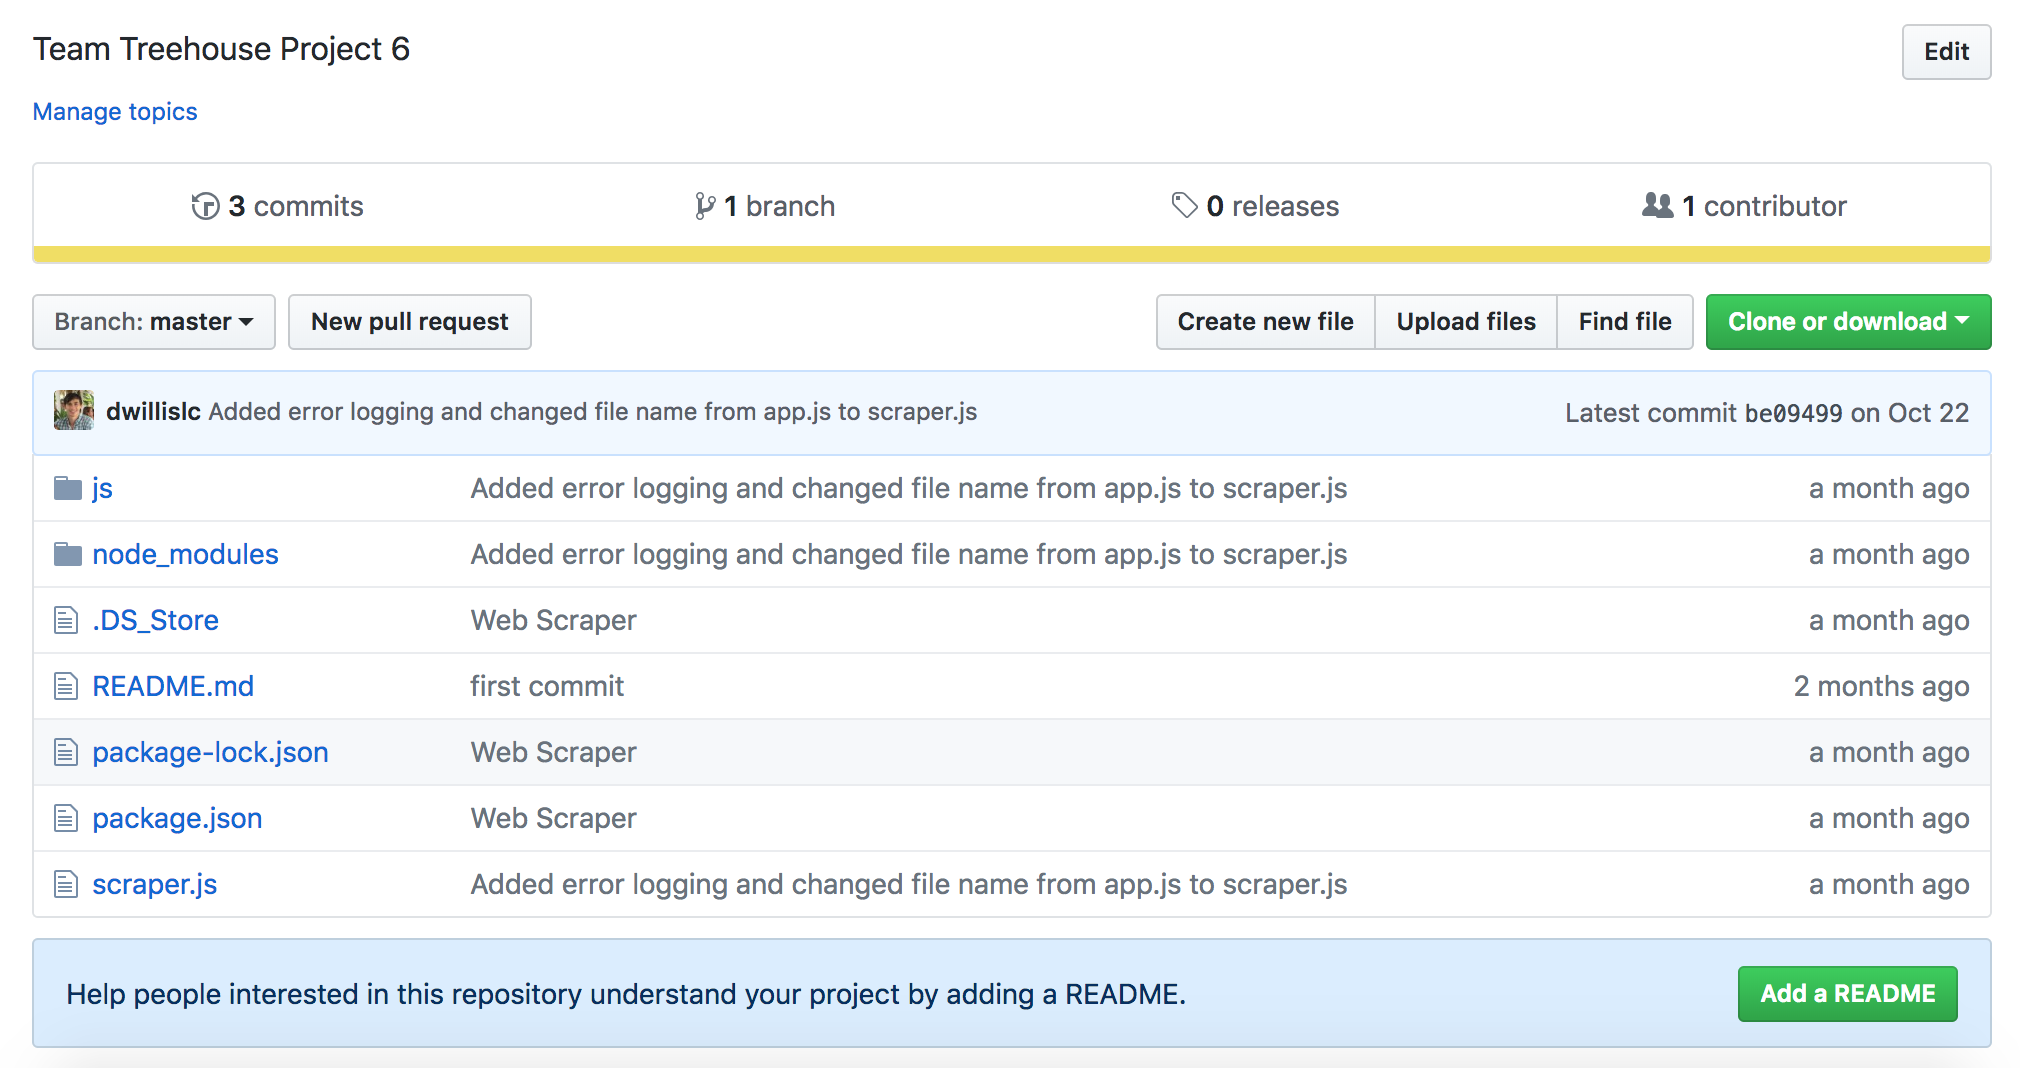 Team Treehouse Project 6
Edit
Manage topics
3 commits
1 branch
0 releases
1 contributor
Branch: master
New pull request
Create new file
Upload files
Find file
Clone or download
dwillislc Added error logging and changed file name from app.js to scraper.js
Latest commit be09499 on Oct 22
js
Added error logging and changed file name from app.js to scraper.js
a month ago
node_modules
Added error logging and changed file name from app.js to scraper.js
a month ago
.DS_Store
Web Scraper
a month ago
README.md
first commit
2 months ago
package-lock.json
Web Scraper
a month ago
package.json
Web Scraper
a month ago
scraper.js
Added error logging and changed file name from app.js to scraper.js
a month ago
Help people interested in this repository understand your project by adding a README.
Add a README